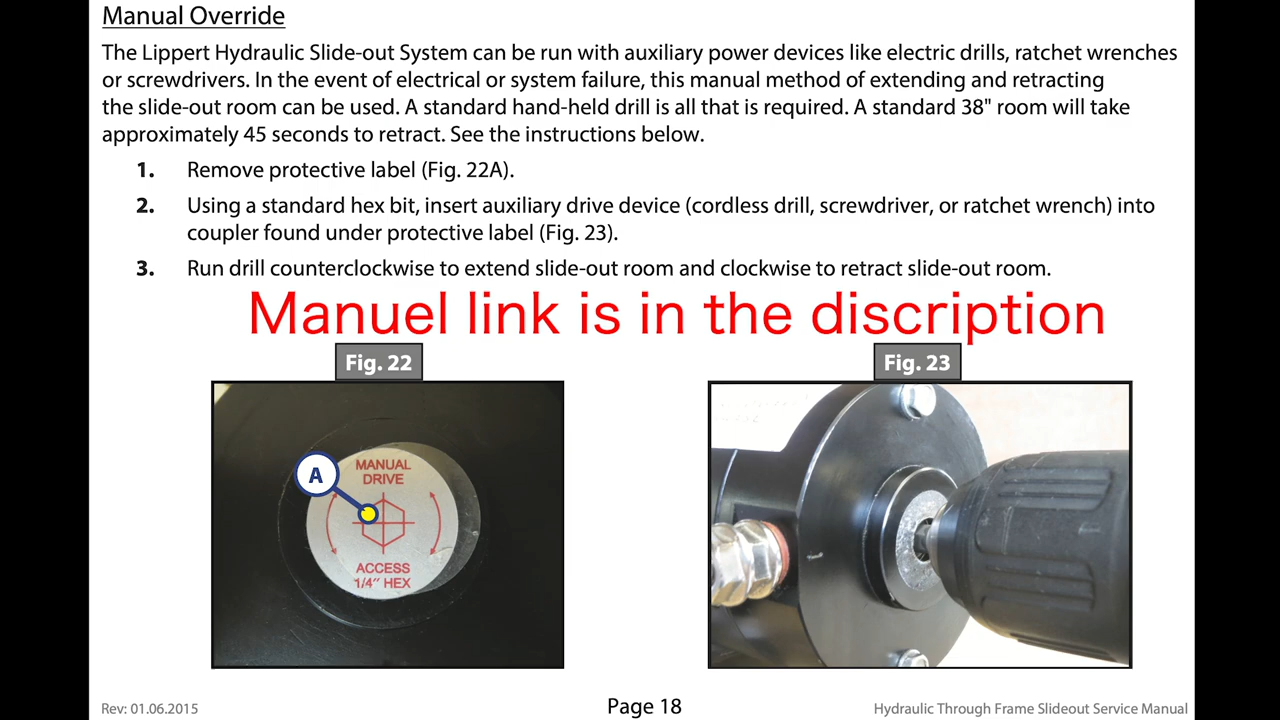 Manual Override
The Lippert Hydraulic Slide-out System can be run with auxiliary power devices like electric drills, ratchet wrenches
or screwdrivers. In the event of electrical or system failure, this manual method of extending and retracting
the slide-out room can be used. A standard hand-held drill is all that is required. A standard 38" room will take
approximately 45 seconds to retract. See the instructions below.
1. Remove protective label (Fig. 22A).
2. Using a standard hex bit, insert auxiliary drive device (cordless drill, screwdriver, or ratchet wrench) into
coupler found under protective label (Fig. 23).
3. Run drill counterclockwise to extend slide-out room and clockwise to retract slide-out room.
Manuel link is in the discription
Fig. 22
Fig. 23
A
MANUAL
DRIVE
ACCESS
1/4" HEX
Rev: 01.06.2015
Page 18
Hydraulic Through Frame Slideout Service Manual